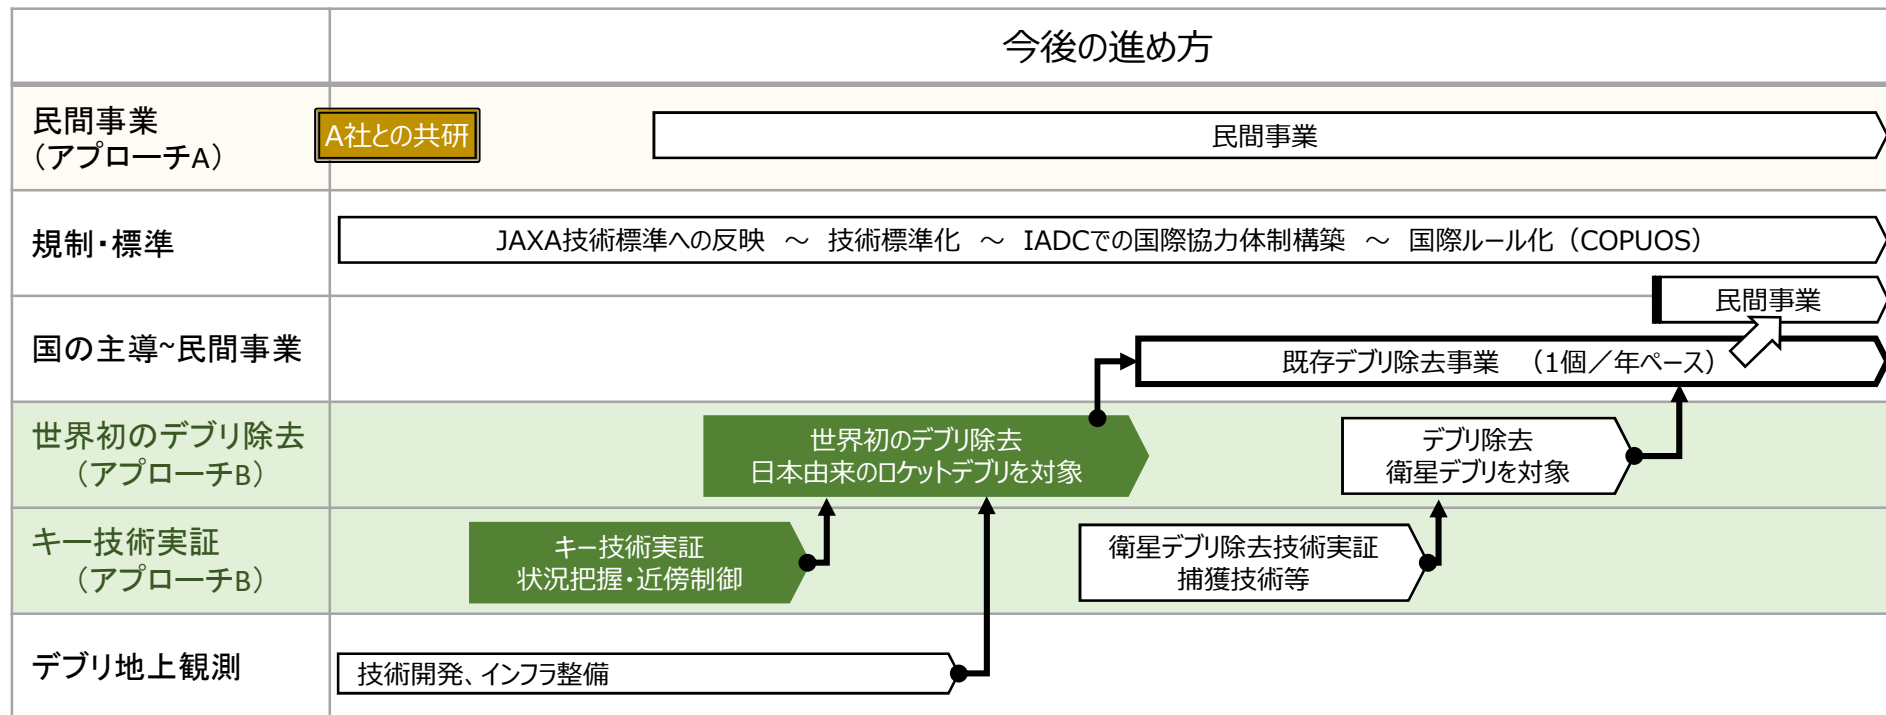 今後の進め方
民間事業
（アプローチA）
A社との共研
民間事業
規制・標準
JAXA技術標準への反映　～　技術標準化　～　IADCでの国際協力体制構築　～　国際ルール化（COPUOS）
民間事業
国の主導~民間事業
既存デブリ除去事業　（1個／年ペース）
世界初のデブリ除去
（アプローチB）
世界初のデブリ除去
日本由来のロケットデブリを対象
デブリ除去
衛星デブリを対象
キー技術実証
（アプローチB）
キー技術実証
状況把握・近傍制御
衛星デブリ除去技術実証
捕獲技術等
デブリ地上観測
技術開発、インフラ整備